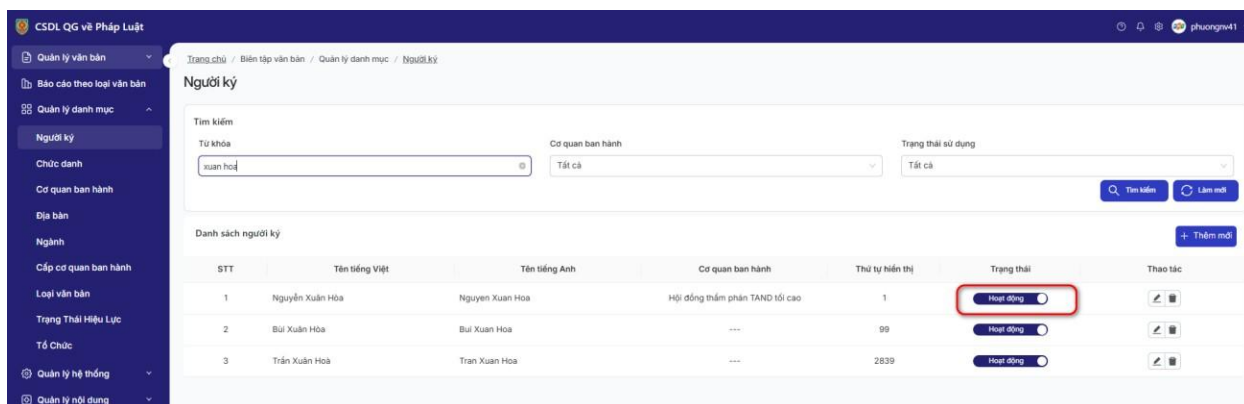 CSDL QG về Pháp Luật
phuongnv41
Quản lý văn bản
Báo cáo theo loại văn bản
Quản lý danh mục
Người ký
Chức danh
Cơ quan ban hành
Địa bàn
Ngành
Cấp cơ quan ban hành
Loại văn bản
Trạng Thái Hiệu Lực
Tổ Chức
Quản lý hệ thống
Quản lý nội dung
Trang chủ / Biên tập văn bản / Quản lý danh mục / Người ký
Người ký
Tìm kiếm
Từ khóa Cơ quan ban hành Trạng thái sử dụng
xuan hoa Tất cả Tất cả
Tìm kiếm Làm mới
Danh sách người ký + Thêm mới
STT Tên tiếng Việt Tên tiếng Anh Cơ quan ban hành Thứ tự hiển thị Trạng thái Thao tác
1 Nguyễn Xuân Hòa Nguyen Xuan Hoa Hội đồng thẩm phán TAND tối cao 1 Hoạt động
2 Bùi Xuân Hòa Bui Xuan Hoa --- 99 Hoạt động
3 Trần Xuân Hoà Tran Xuan Hoa --- 2839 Hoạt động